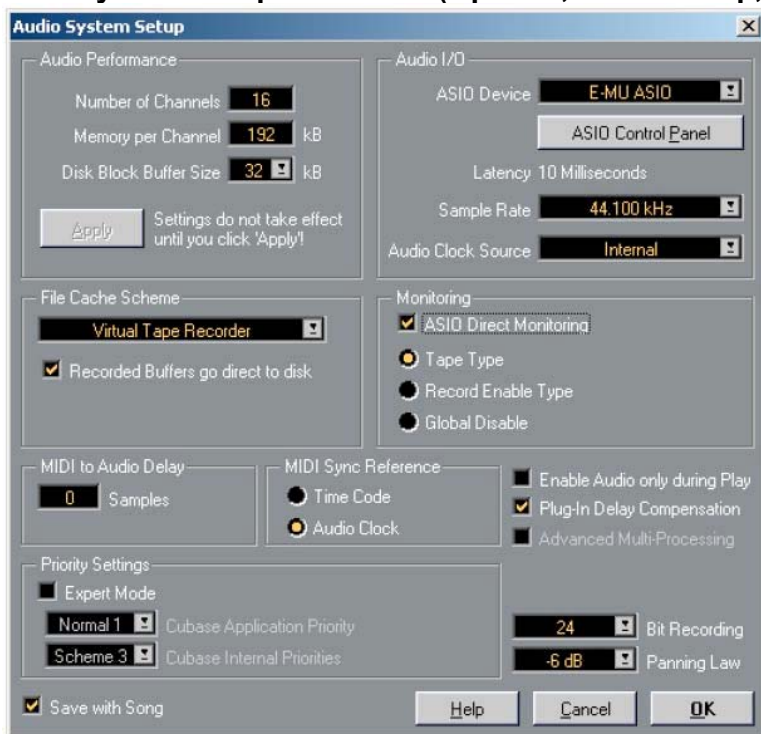 Audio System Setup
Audio Performance
Number of Channels 16
Memory per Channel 192 kB
Disk Block Buffer Size 32 kB
Apply
Settings do not take effect
until you click 'Apply'!
Audio I/O
ASIO Device E-MU ASIO
ASIO Control Panel
Latency 10 Milliseconds
Sample Rate 44.100 kHz
Audio Clock Source Internal
File Cache Scheme
Virtual Tape Recorder
Recorded Buffers go direct to disk
Monitoring
ASIO Direct Monitoring
Tape Type
Record Enable Type
Global Disable
MIDI to Audio Delay
0 Samples
MIDI Sync Reference
Time Code
Audio Clock
Enable Audio only during Play
Plug-In Delay Compensation
Advanced Multi-Processing
Priority Settings
Expert Mode
Normal 1 Cubase Application Priority
Scheme 3 Cubase Internal Priorities
24 Bit Recording
-6 dB Panning Law
Save with Song
Help
Cancel
OK